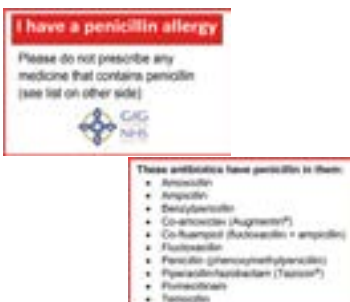 I have a penicillin allergy
Please do not prescribe any
medicine that contains penicillin
(see list on other side)
GIG
NHS
These antibiotics have penicillin in them:
• Amoxicillin
• Ampicillin
• Benzylpenicillin
• Co-amoxiclav (Augmentin®)
• Co-fluampicil (flucloxacillin + ampicillin)
• Flucloxacillin
• Penicillin (phenoxymethylpenicillin)
• Piperacillin/tazobactam (Tazocin®)
• Pivmecillinam
• Temocillin